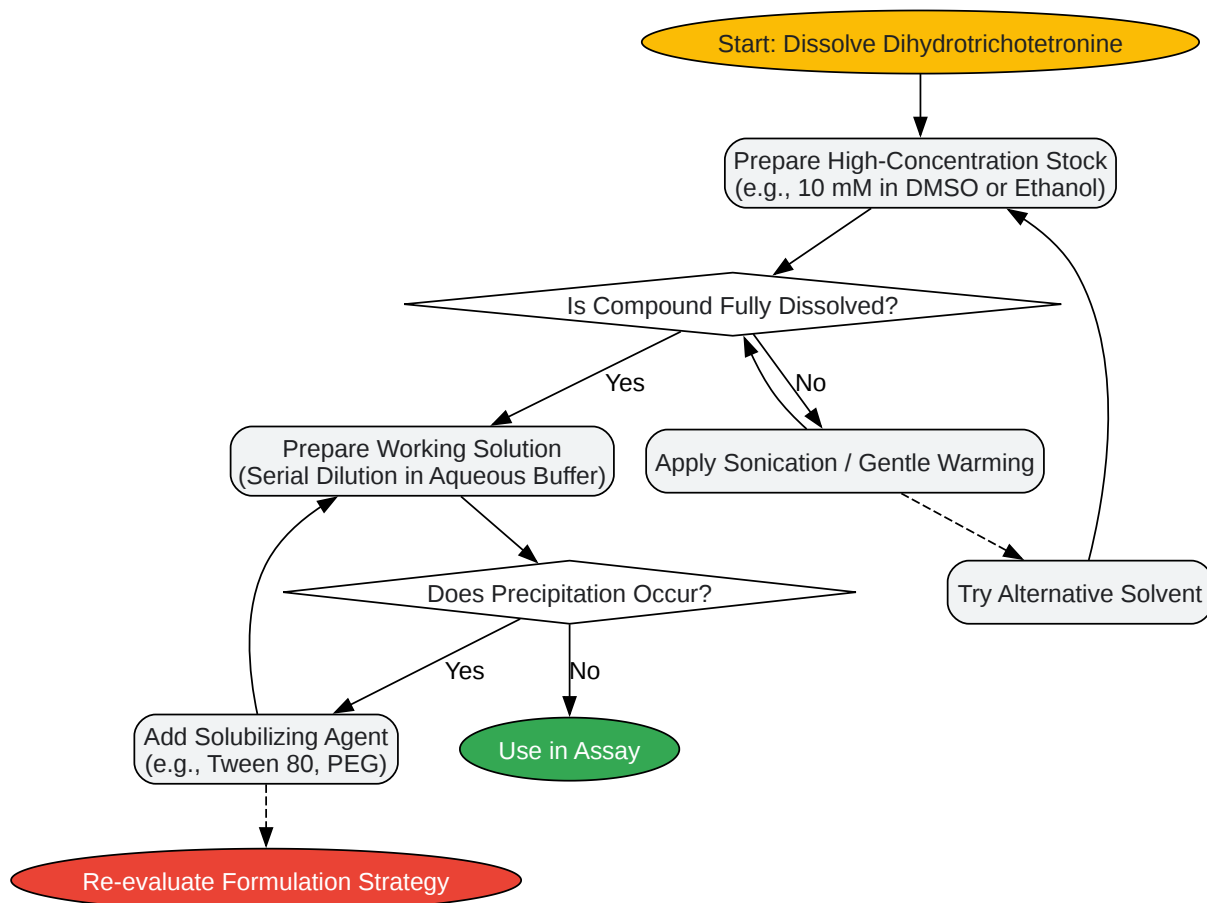 Start: Dissolve Dihydrotrichotetronine
Prepare High-Concentration Stock
(e.g., 10 mM in DMSO or Ethanol)
Is Compound Fully Dissolved?
Yes
No
Prepare Working Solution
(Serial Dilution in Aqueous Buffer)
Apply Sonication / Gentle Warming
Does Precipitation Occur?
Try Alternative Solvent
Yes
No
Add Solubilizing Agent
(e.g., Tween 80, PEG)
Use in Assay
Re-evaluate Formulation Strategy